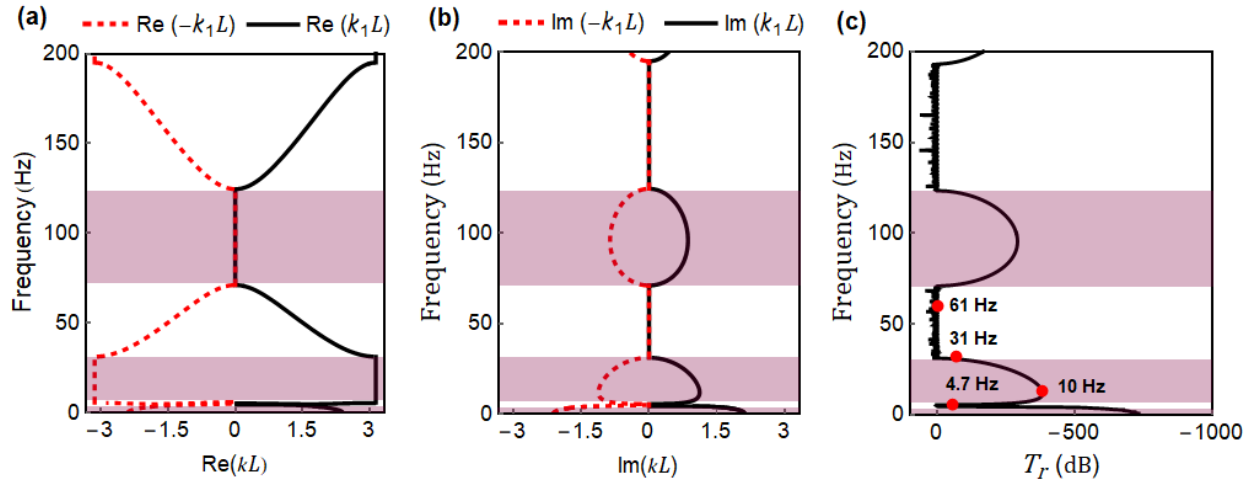 (a) Re (-k₁L) Re (k₁L)
200
150
100
50
0
Frequency (Hz)
-3 -1.5 0 1.5 3
Re(kL)
(b) Im (-k₁L) Im (k₁L)
200
150
100
50
0
Frequency (Hz)
-3 -1.5 0 1.5 3
Im(kL)
(c)
200
150
100
50
0
Frequency (Hz)
61 Hz
31 Hz
4.7 Hz 10 Hz
0 -500 -1000
Tᵣ (dB)